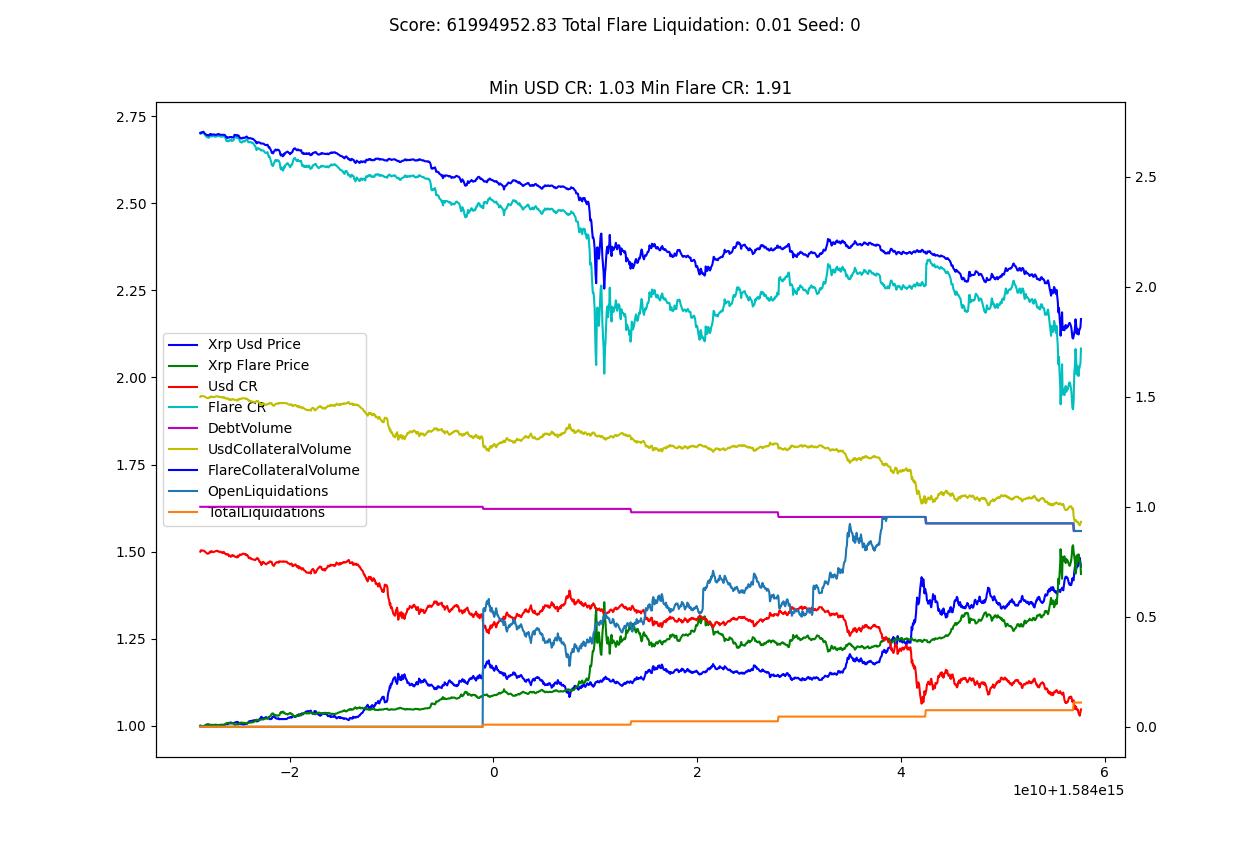 Score: 61994952.83 Total Flare Liquidation: 0.01 Seed: 0
Min USD CR: 1.03 Min Flare CR: 1.91
2.75
2.50
2.25
2.00
1.75
1.50
1.25
1.00
Xrp Usd Price
Xrp Flare Price
Usd CR
Flare CR
DebtVolume
UsdCollateralVolume
FlareCollateralVolume
OpenLiquidations
TotalLiquidations
2.5
2.0
1.5
1.0
0.5
0.0
−2 0 2 4 6
1e10+1.584e15